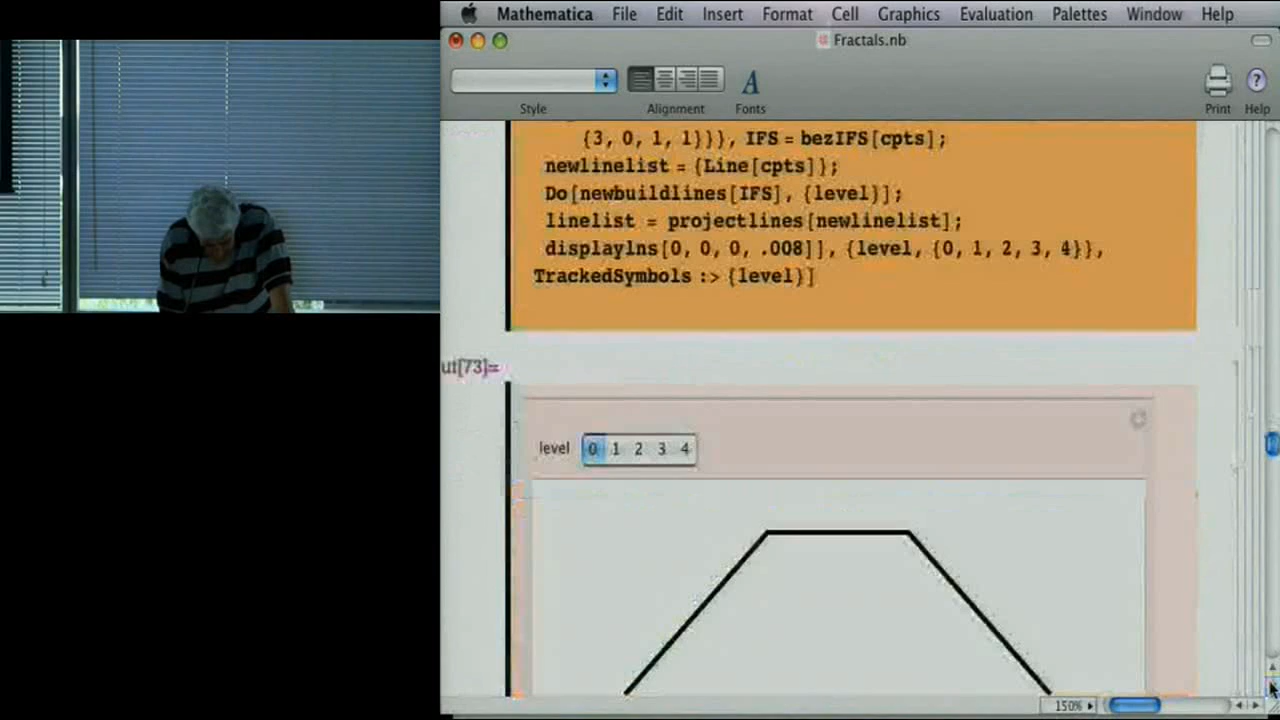 Mathematica File Edit Insert Format Cell Graphics Evaluation Palettes Window Help
Fractals.nb
Style Alignment Fonts Print Help
{3, 0, 1, 1}}}, IFS = bezIFS[cpts];
newlinelist = {Line[cpts]};
Do[newbuildlines[IFS], {level}];
linelist = projectlines[newlinelist];
displaylns[0, 0, 0, .008]], {level, {0, 1, 2, 3, 4}},
TrackedSymbols :> {level}]
ut[73]=
level 0 1 2 3 4
150%